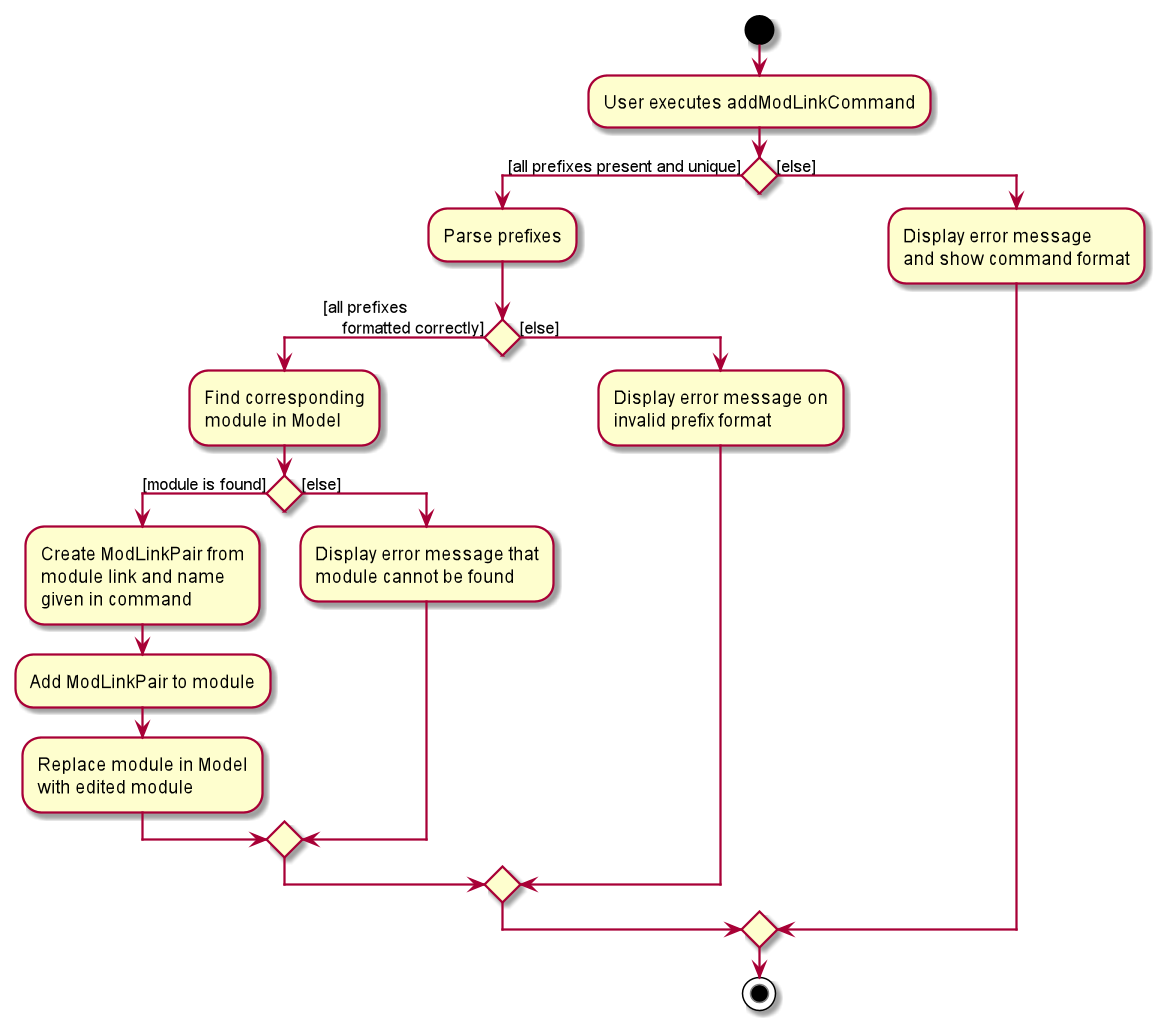 User executes addModLinkCommand
[all prefixes present and unique]
[else]
Parse prefixes
Display error message
and show command format
[all prefixes
formatted correctly]
[else]
Find corresponding
module in Model
Display error message on
invalid prefix format
[module is found]
[else]
Create ModLinkPair from
module link and name
given in command
Display error message that
module cannot be found
Add ModLinkPair to module
Replace module in Model
with edited module